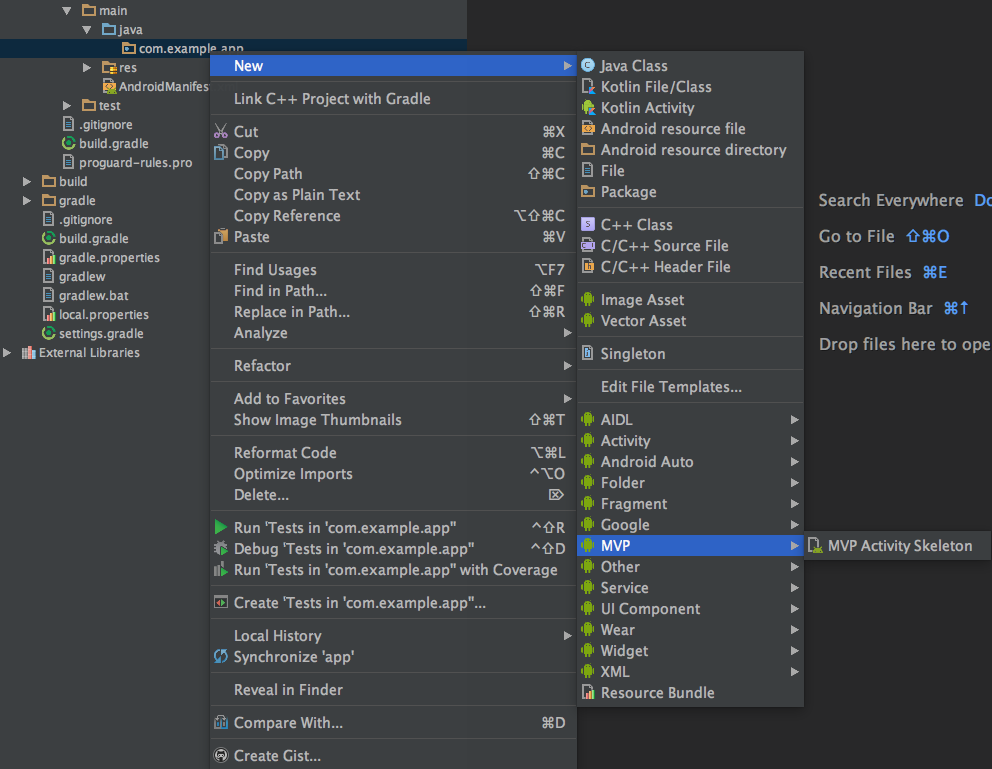 main
java
com.example.app
res
AndroidManifes
test
.gitignore
build.gradle
proguard-rules.pro
build
gradle
.gitignore
build.gradle
gradle.properties
gradlew
gradlew.bat
local.properties
settings.gradle
External Libraries
New
Link C++ Project with Gradle
Cut ⌘X
Copy ⌘C
Copy Path ⇧⌘C
Copy as Plain Text
Copy Reference ⌥⇧⌘C
Paste ⌘V
Find Usages ⌥F7
Find in Path... ⇧⌘F
Replace in Path... ⇧⌘R
Analyze
Refactor
Add to Favorites
Show Image Thumbnails ⇧⌘T
Reformat Code ⌥⌘L
Optimize Imports ^⌥O
Delete... ⌦
Run 'Tests in 'com.example.app'' ^⇧R
Debug 'Tests in 'com.example.app'' ^⇧D
Run 'Tests in 'com.example.app'' with Coverage
Create 'Tests in 'com.example.app''...
Local History
Synchronize 'app'
Reveal in Finder
Compare With... ⌘D
Create Gist...
Java Class
Kotlin File/Class
Kotlin Activity
Android resource file
Android resource directory
File
Package
C++ Class
C/C++ Source File
C/C++ Header File
Image Asset
Vector Asset
Singleton
Edit File Templates...
AIDL
Activity
Android Auto
Folder
Fragment
Google
MVP
Other
Service
UI Component
Wear
Widget
XML
Resource Bundle
MVP Activity Skeleton
Search Everywhere Do
Go to File ⇧⌘O
Recent Files ⌘E
Navigation Bar ⌘↑
Drop files here to ope